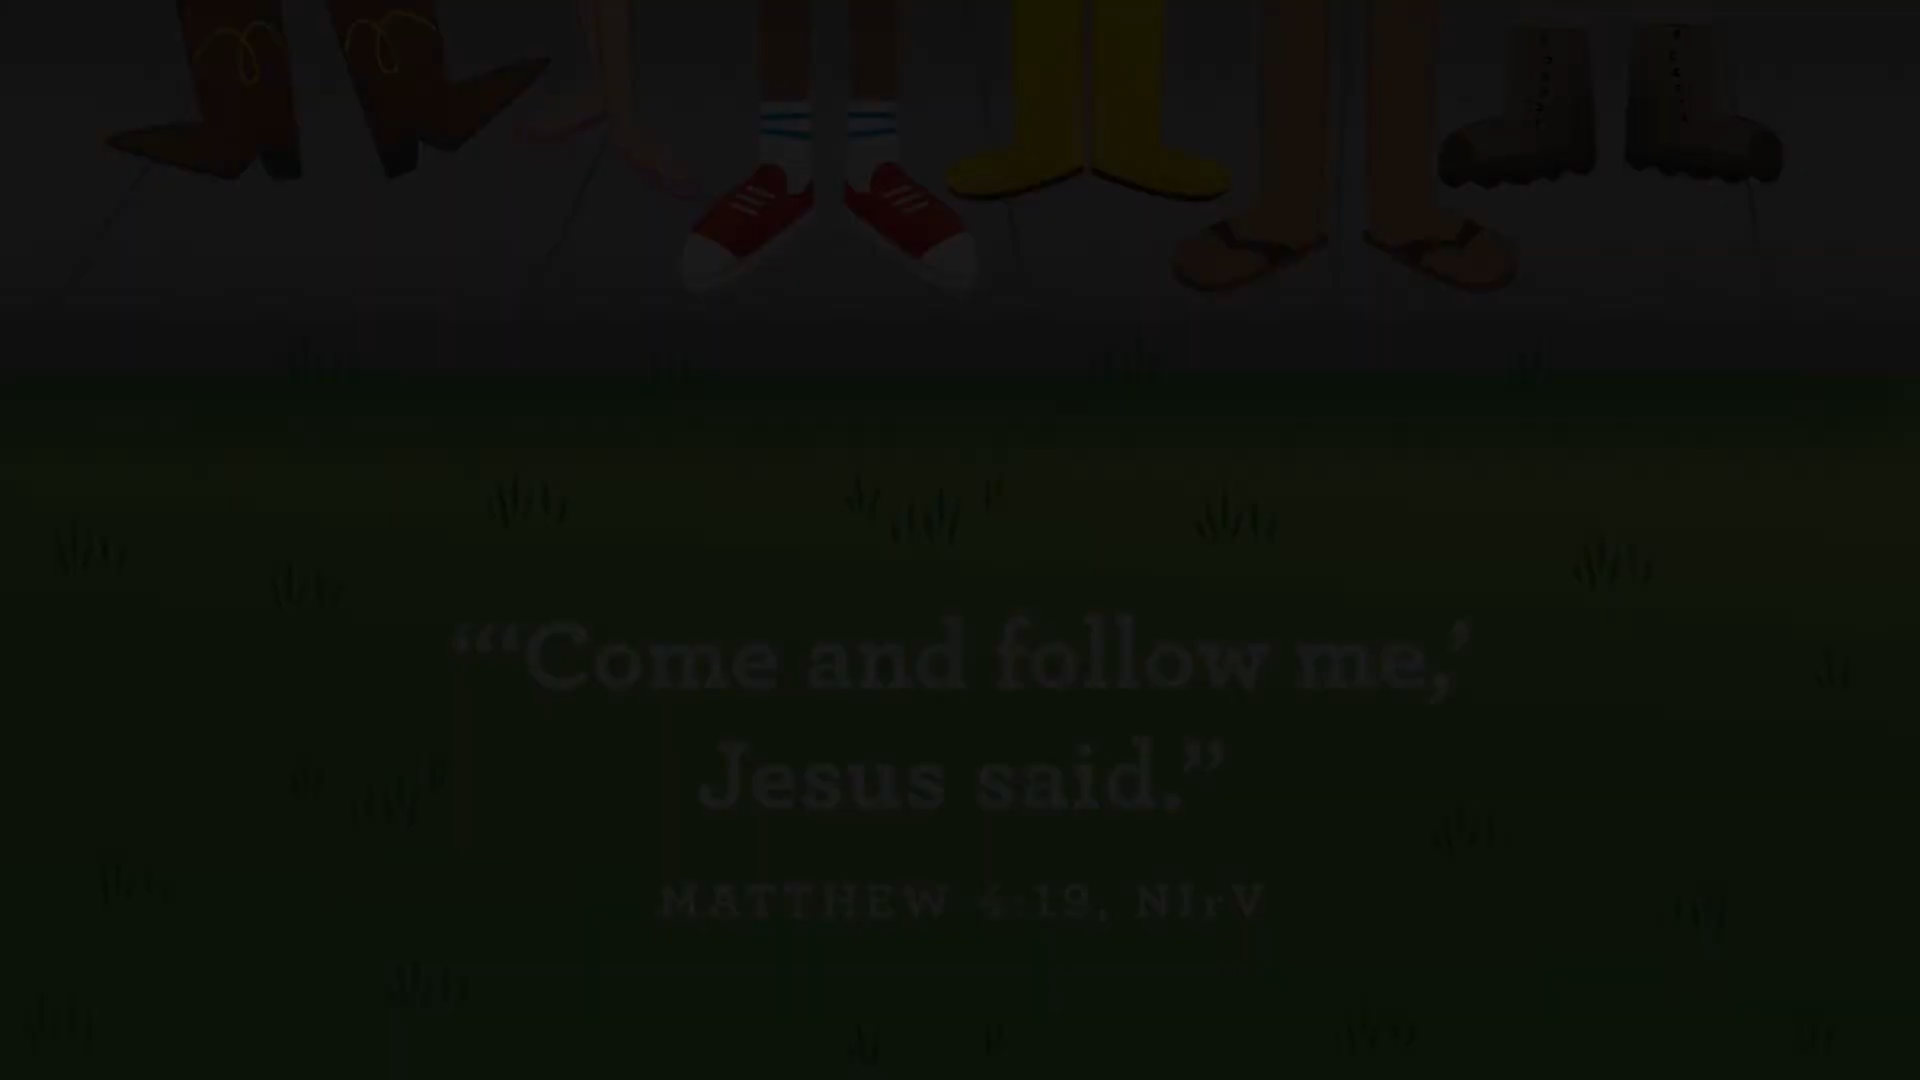 “‘Come and follow me,’
Jesus said.”
MATTHEW 4:19, NIrV